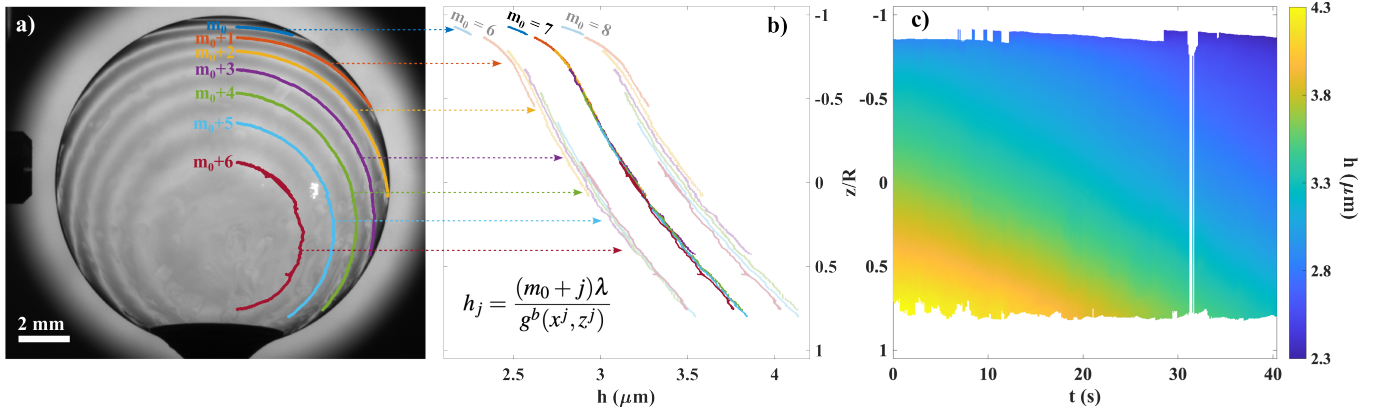 a)
m₀
m₀+1
m₀+2
m₀+3
m₀+4
m₀+5
m₀+6
2 mm
b)
m₀ = 6
m₀ = 7
m₀ = 8
h_j = (m₀ + j)λ / g^b(x^j, z^j)
2.5 3 3.5 4
h (μm)
-1
-0.5
0
0.5
1
z/R
c)
-1
-0.5
0
0.5
1
0 10 20 30 40
t (s)
4.3
3.8
3.3
2.8
2.3
h (μm)